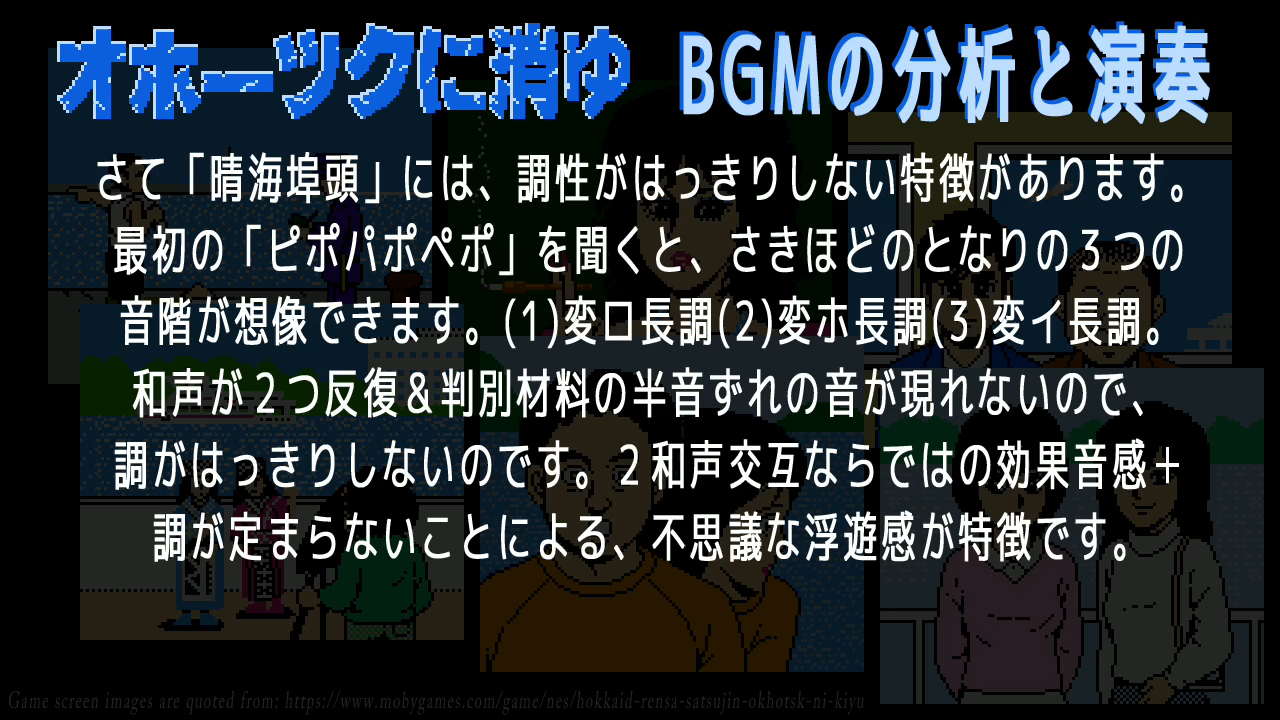 オホーツクに消ゆ BGMの分析と演奏
さて「晴海埠頭」には、調性がはっきりしない特徴があります。
最初の「ピポパポペポ」を聞くと、さきほどのとなりの３つの
音階が想像できます。(1)変ロ長調(2)変ホ長調(3)変イ長調。
和声が２つ反復＆判別材料の半音ずれの音が現れないので、
調がはっきりしないのです。２和声交互ならではの効果音感＋
調が定まらないことによる、不思議な浮遊感が特徴です。
Game screen images are quoted from: https://www.mobygames.com/game/nes/hokkaid-rensa-satsujin-okhotsk-ni-kiyu